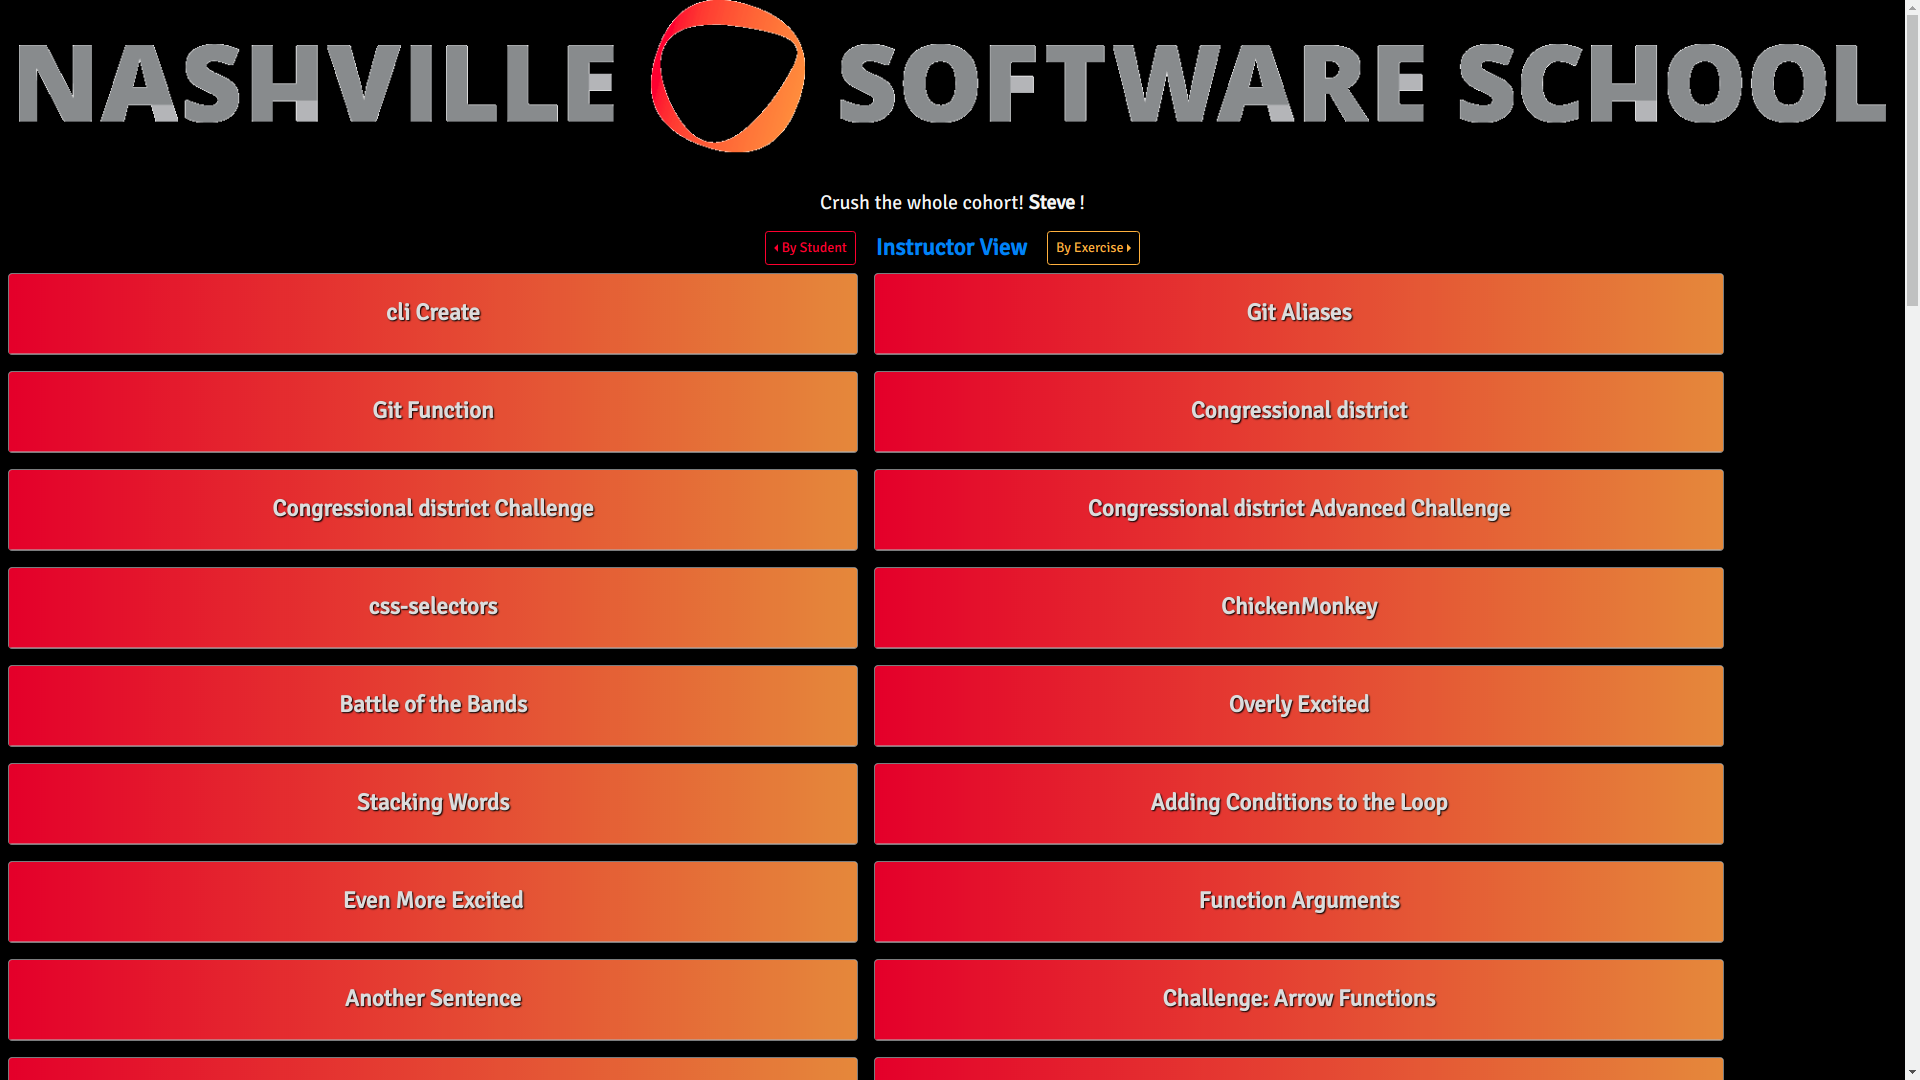 NASHVILLE SOFTWARE SCHOOL
Crush the whole cohort! Steve !
By Student Instructor View By Exercise
cli Create
Git Aliases
Git Function
Congressional district
Congressional district Challenge
Congressional district Advanced Challenge
css-selectors
ChickenMonkey
Battle of the Bands
Overly Excited
Stacking Words
Adding Conditions to the Loop
Even More Excited
Function Arguments
Another Sentence
Challenge: Arrow Functions